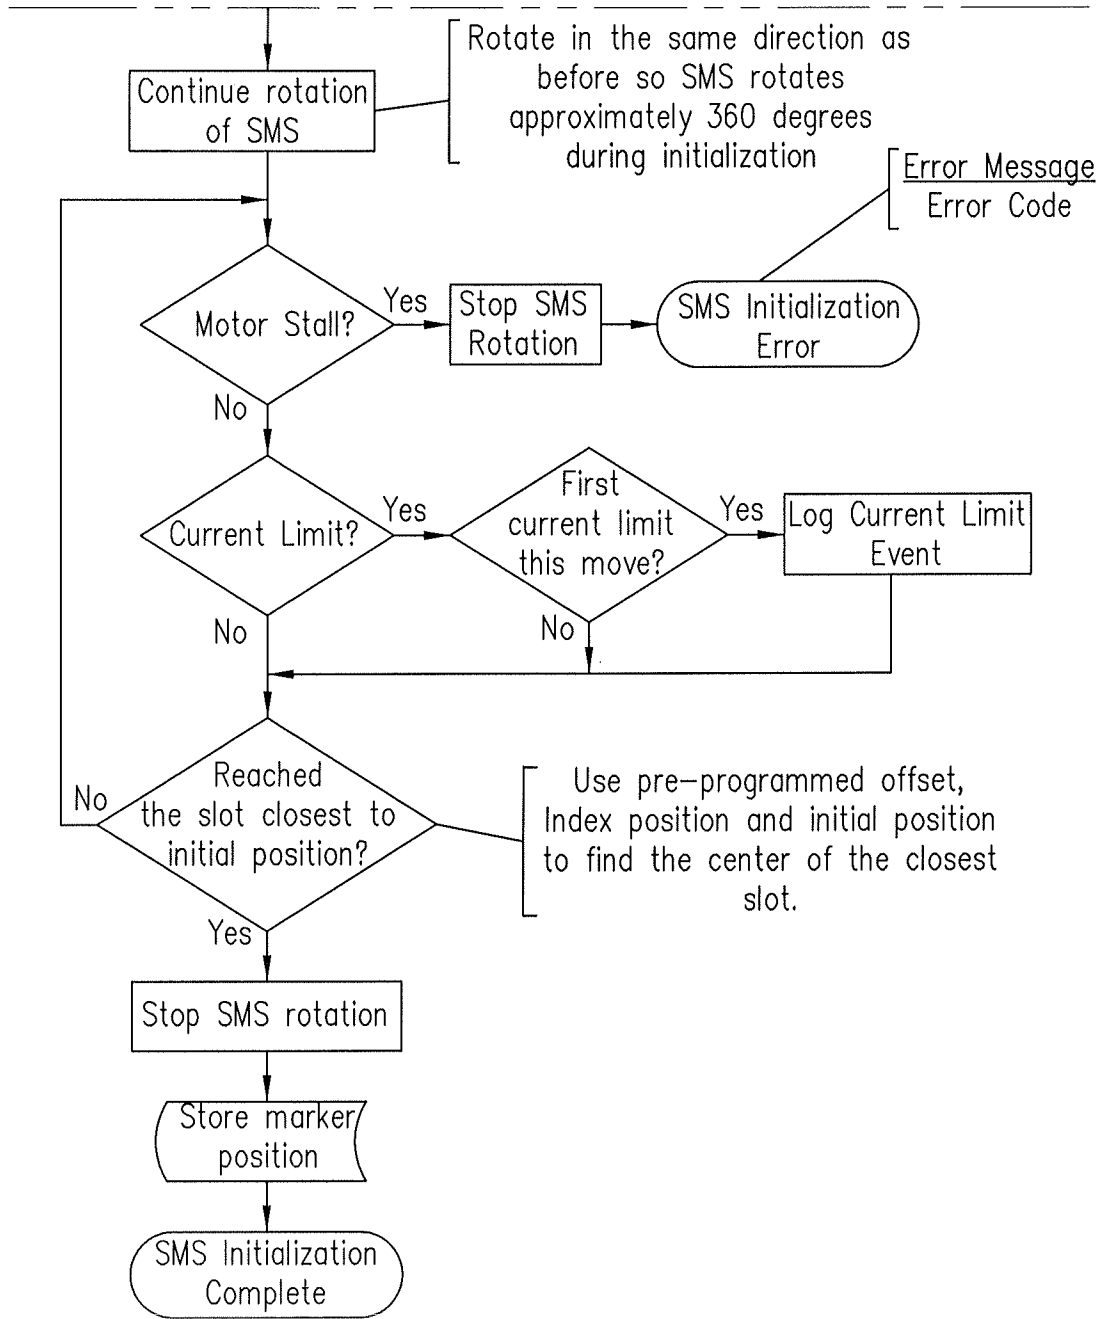 Rotate in the same direction as
before so SMS rotates
approximately 360 degrees
during initialization
Continue rotation
of SMS
Error Message
Error Code
Motor Stall?
Yes
No
Stop SMS
Rotation
SMS Initialization
Error
Current Limit?
Yes
No
First
current limit
this move?
Yes
No
Log Current Limit
Event
Reached
the slot closest to
initial position?
No
Yes
Use pre-programmed offset,
Index position and initial position
to find the center of the closest
slot.
Stop SMS rotation
Store marker
position
SMS Initialization
Complete